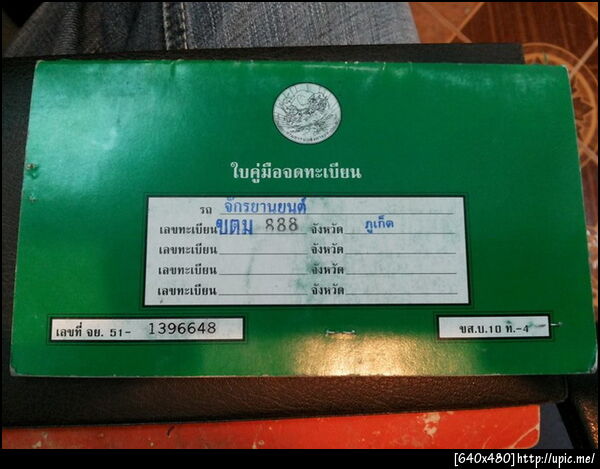 ใบคู่มือจดทะเบียน
รถ จักรยานยนต์
เลขทะเบียน ขตม 888 จังหวัด ภูเก็ต
เลขทะเบียน จังหวัด
เลขทะเบียน จังหวัด
เลขทะเบียน จังหวัด
เลขที่ จย. 51- 1396648
ขส.บ.10 ท.-4
[640x480]http://upic.me/